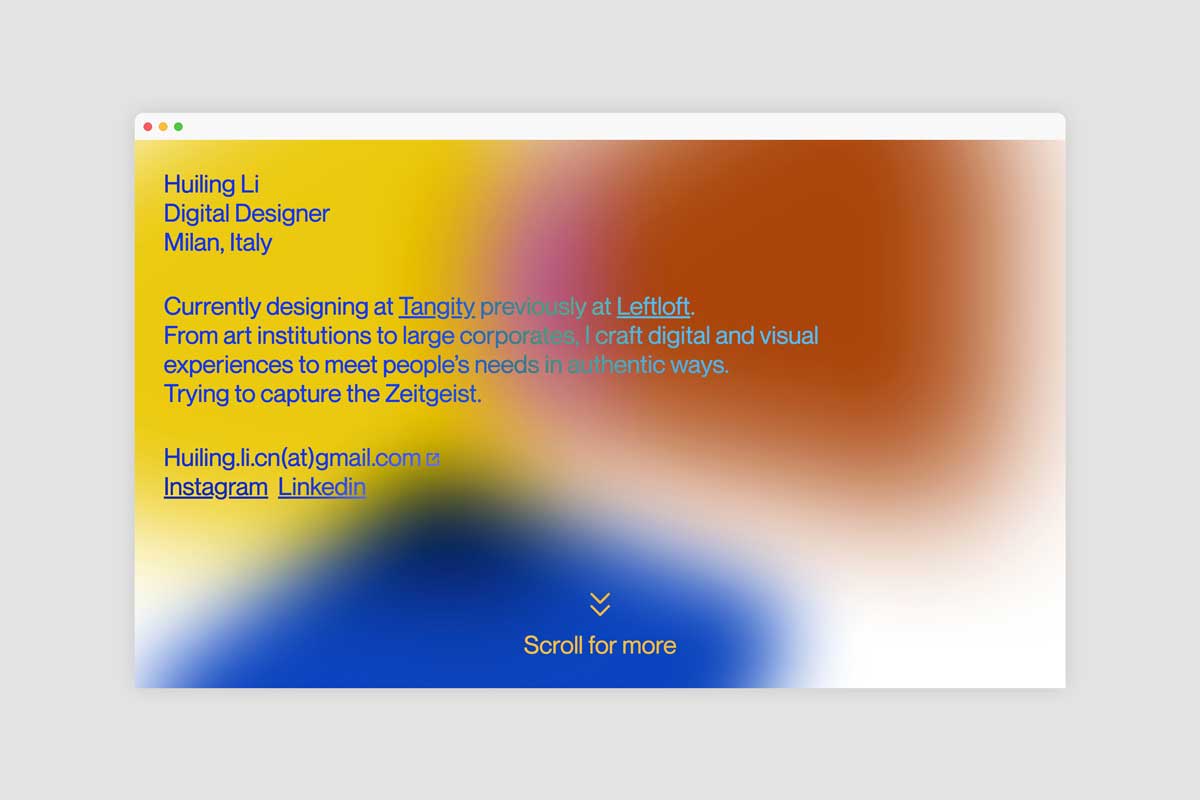 Huiling Li
Digital Designer
Milan, Italy
Currently designing at Tangity previously at Leftloft.
From art institutions to large corporates, I craft digital and visual
experiences to meet people’s needs in authentic ways.
Trying to capture the Zeitgeist.
Huiling.li.cn(at)gmail.com
Instagram Linkedin
Scroll for more